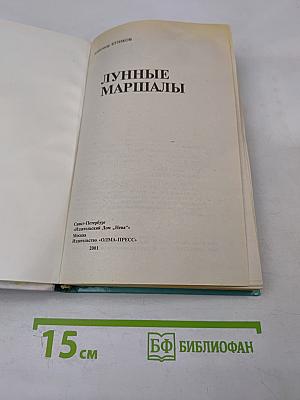 ЛУННЫЕ
МАРШАЛЫ
Санкт-Петербург
«Издательский Дом „Нева“»
Москва
Издательство «ОЛМА-ПРЕСС»
2001
15 см
БФ БИБЛИОФАН